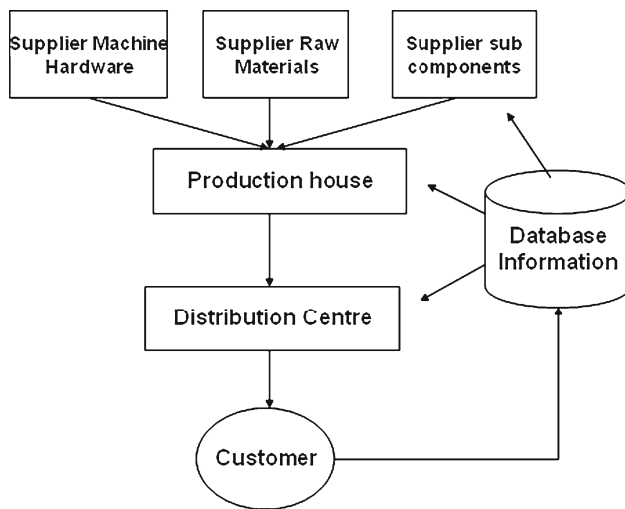 Supplier Machine
Hardware
Supplier Raw
Materials
Supplier sub
components
Production house
Database
Information
Distribution Centre
Customer